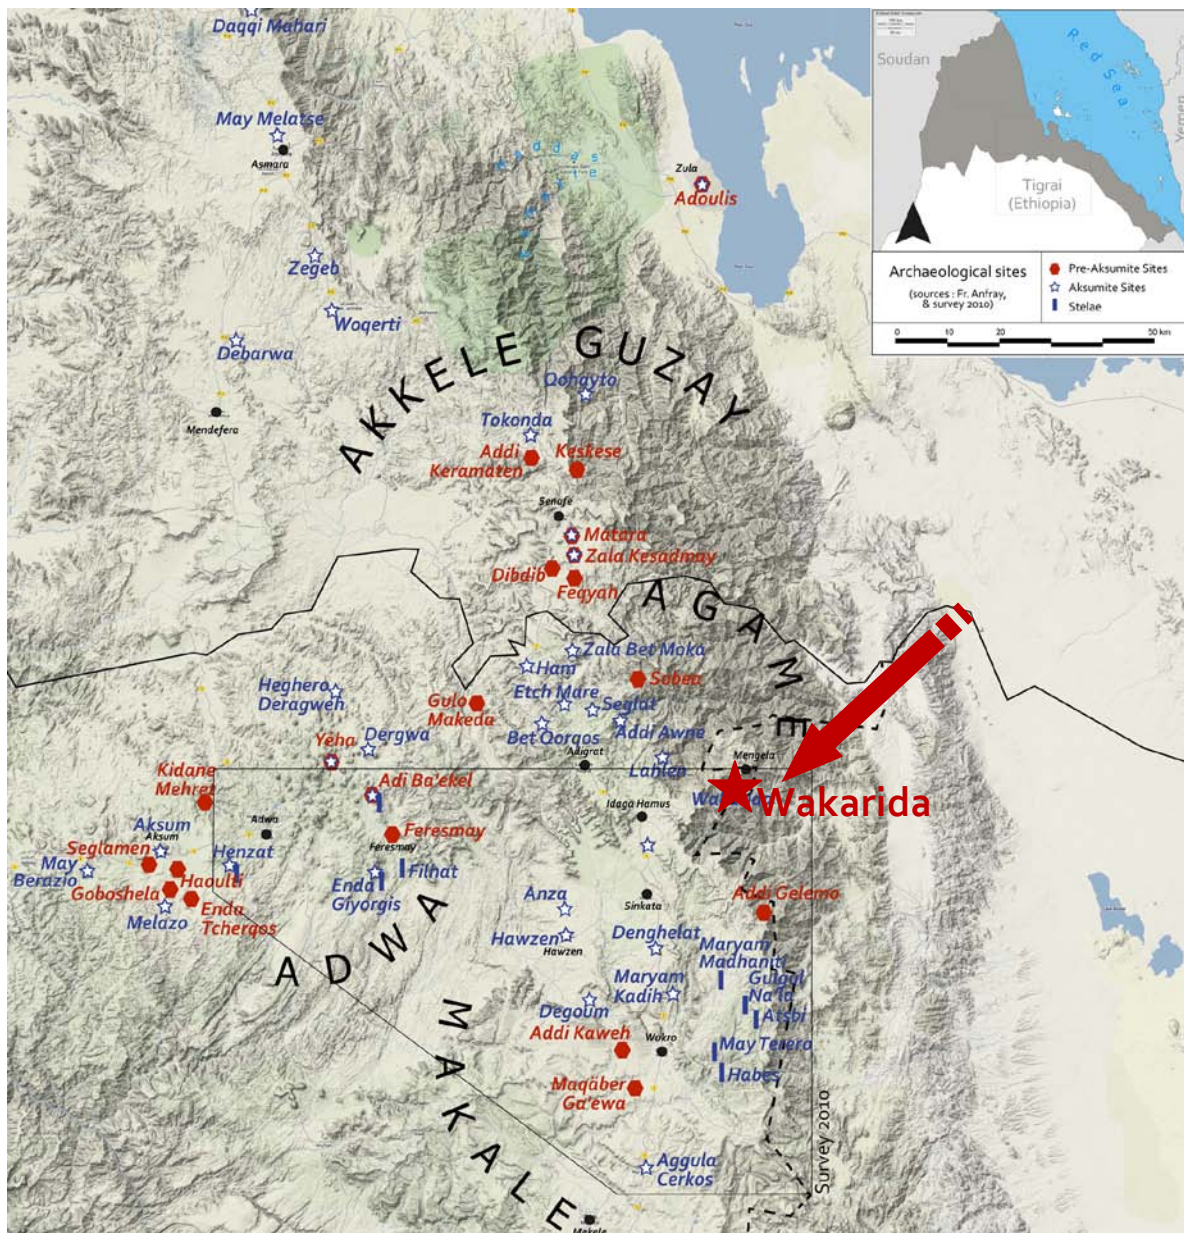 Daqqi Mahari
May Melatse
Asmara
Zula
Adoulis
Zegeb
Woqerti
Debarwa
Mendefera
AKKELE GUZAY
Qohayto
Tokonda
Addi
Keramaten
Keskese
Senafe
Matara
Zala Kesadmay
Dibdib
Feqyah
AGAME
Zala Bet Moka
Ham
Sobea
Etch Mare
Seglat
Heghero
Deragweh
Gulo
Makeda
Bet Qorqos
Addi Awne
Adigrat
Yeha
Dergwa
Lahlen
Mengela
Kidane
Mehret
Adi Ba'ekel
Wakarida
Idaga Hamus
Aksum
Aksum
Adwa
Feresmay
Feresmay
Seglamen
Henzat
May
Berazio
Haoulti
Filhat
Goboshela
Enda
Giyorgis
Enda
Tcherqos
Melazo
Anza
Sinkata
Addi Gelemo
ADWA
Hawzen
Hawzen
Denghelat
Maryam
Madhaniti
Gulgul
Na'la
Maryam
Kadih
Atsbi
Degoum
Addi Kaweh
Wokro
May Terera
Habes
Maqàber
Ga'ewa
MAKALE
Aggula
Cerkos
Survey 2010
Mekele
Soudan
Red Sea
Yemen
Tigrai
(Ethiopia)
Archaeological sites
(sources : Fr. Anfray,
& survey 2010)
Pre-Aksumite Sites
Aksumite Sites
Stelae
0 10 20 50 km